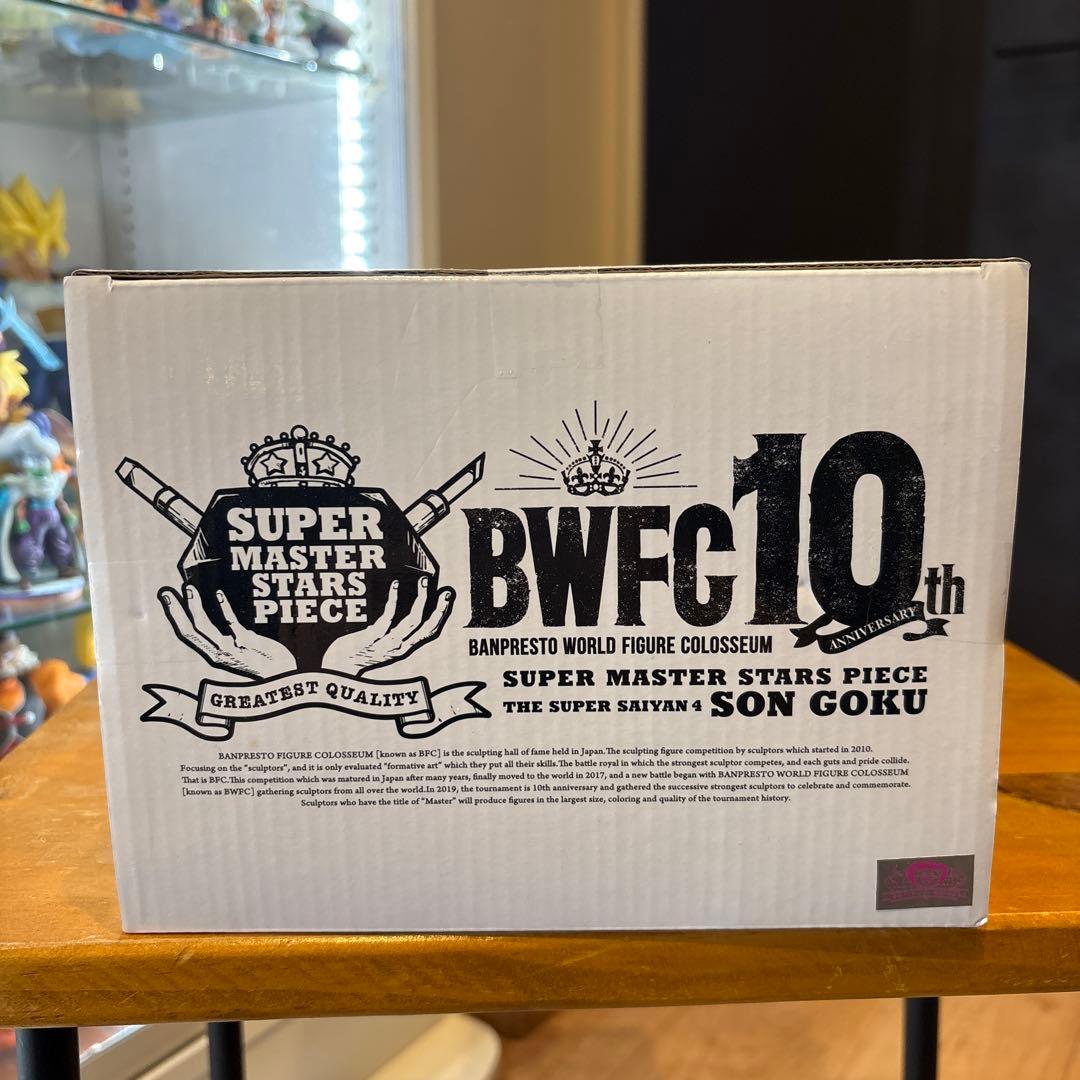 SUPER
MASTER
STARS
PIECE
GREATEST QUALITY
BWFC10th
ANNIVERSARY
BANPRESTO WORLD FIGURE COLOSSEUM
SUPER MASTER STARS PIECE
THE SUPER SAIYAN 4 SON GOKU
BANPRESTO FIGURE COLOSSEUM [known as BFC] is the sculpting hall of fame held in Japan.The sculpting figure competition by sculptors which started in 2010.
Focusing on the "sculptors", and it is only evaluated "formative art" which they put all their skills.The battle royal in which the strongest sculptor competes, and each guts and pride collide.
That is BFC.This competition which was matured in Japan after many years, finally moved to the world in 2017, and a new battle began with BANPRESTO WORLD FIGURE COLOSSEUM
[known as BWFC] gathering sculptors from all over the world.In 2019, the tournament is 10th anniversary and gathered the successive strongest sculptors to celebrate and commemorate.
Sculptors who have the title of "Master" will produce figures in the largest size, coloring and quality of the tournament history.